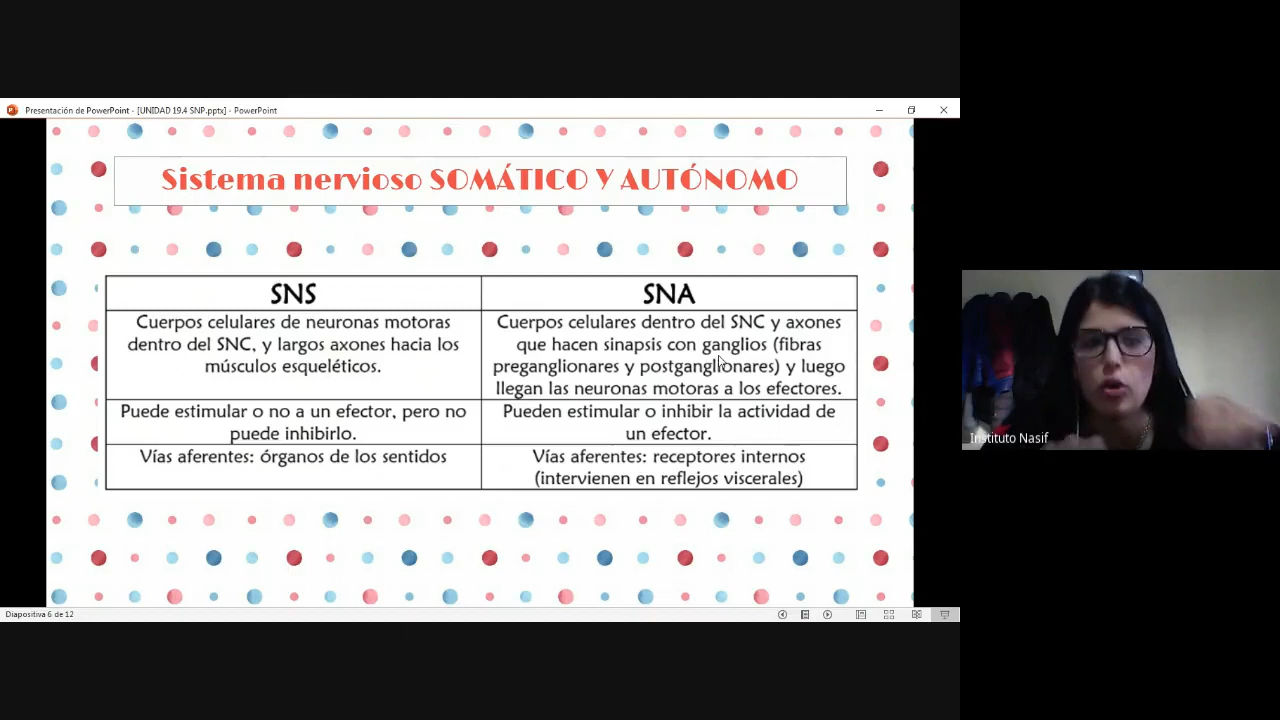 Presentación de PowerPoint - [UNIDAD 19.4 SNP.pptx] - PowerPoint
Sistema nervioso SOMÁTICO Y AUTÓNOMO
SNS
Cuerpos celulares de neuronas motoras
dentro del SNC, y largos axones hacia los
músculos esqueléticos.
Puede estimular o no a un efector, pero no
puede inhibirlo.
Vías aferentes: órganos de los sentidos
SNA
Cuerpos celulares dentro del SNC y axones
que hacen sinapsis con ganglios (fibras
preganglionares y postganglionares) y luego
llegan las neuronas motoras a los efectores.
Pueden estimular o inhibir la actividad de
un efector.
Vías aferentes: receptores internos
(intervienen en reflejos viscerales)
Instituto Nasif
Diapositiva 6 de 12